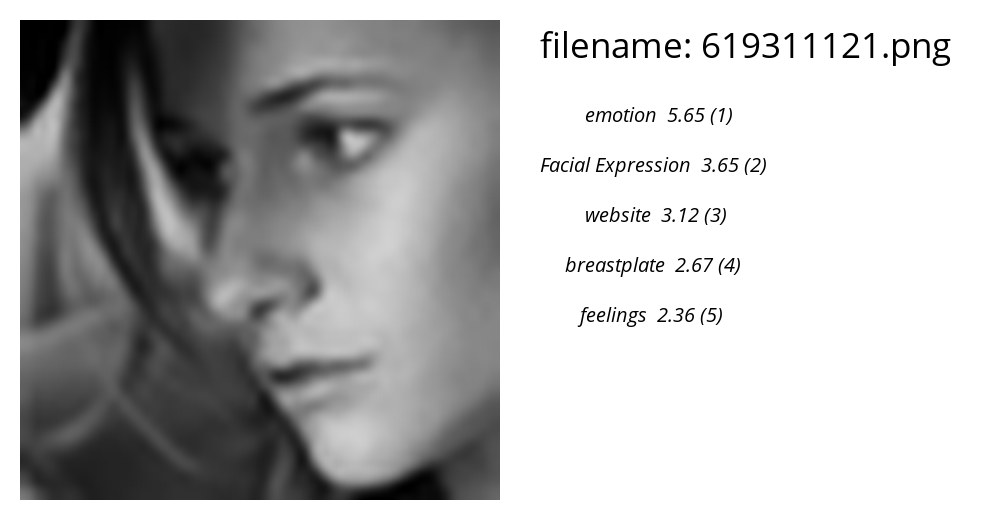 filename: 619311121.png
emotion 5.65 (1)
Facial Expression 3.65 (2)
website 3.12 (3)
breastplate 2.67 (4)
feelings 2.36 (5)